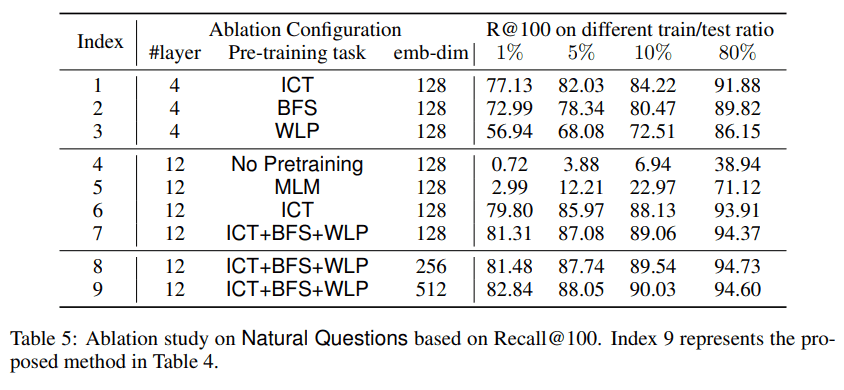 Index Ablation Configuration R@100 on different train/test ratio
#layer Pre-training task emb-dim 1% 5% 10% 80%
1 4 ICT 128 77.13 82.03 84.22 91.88
2 4 BFS 128 72.99 78.34 80.47 89.82
3 4 WLP 128 56.94 68.08 72.51 86.15
4 12 No Pretraining 128 0.72 3.88 6.94 38.94
5 12 MLM 128 2.99 12.21 22.97 71.12
6 12 ICT 128 79.80 85.97 88.13 93.91
7 12 ICT+BFS+WLP 128 81.31 87.08 89.06 94.37
8 12 ICT+BFS+WLP 256 81.48 87.74 89.54 94.73
9 12 ICT+BFS+WLP 512 82.84 88.05 90.03 94.60
Table 5: Ablation study on Natural Questions based on Recall@100. Index 9 represents the pro-
posed method in Table 4.